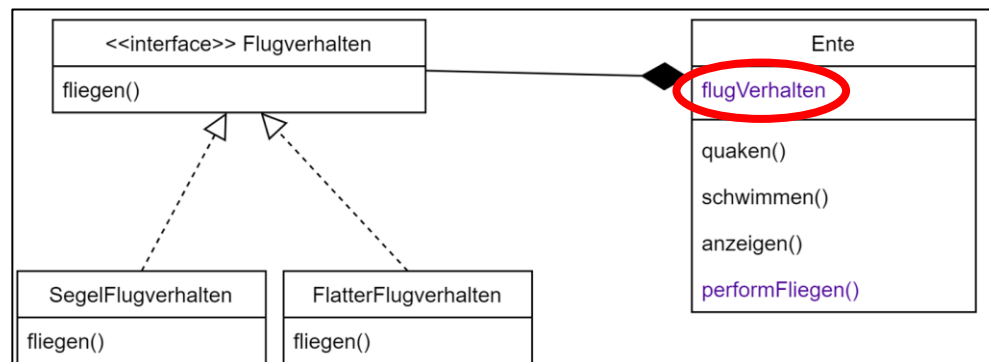 <<interface>> Flugverhalten
fliegen()
Ente
flugVerhalten
quaken()
schwimmen()
anzeigen()
performFliegen()
SegelFlugverhalten
fliegen()
FlatterFlugverhalten
fliegen()